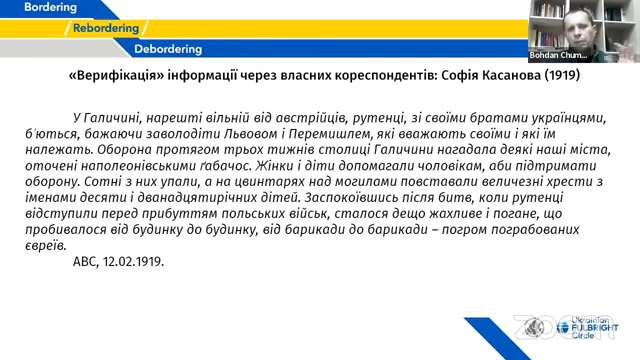 Bordering
Rebordering
Debordering
Bohdan Chum...
«Верифікація» інформації через власних кореспондентів: Софія Касанова (1919)
У Галичині, нарешті вільній від австрійців, рутенці, зі своїми братами українцями,
б'ються, бажаючи заволодіти Львовом і Перемишлем, які вважають своїми і які їм
належать. Оборона протягом трьох тижнів столиці Галичини нагадала деякі наші міста,
оточені наполеонівськими ґабачос. Жінки і діти допомагали чоловікам, аби підтримати
оборону. Сотні з них упали, а на цвинтарях над могилами повставали величезні хрести з
іменами десяти і дванадцятирічних дітей. Заспокоївшись після битв, коли рутенці
відступили перед прибуттям польських військ, сталося дещо жахливе і погане, що
пробивалося від будинку до будинку, від барикади до барикади – погром пограбованих
євреїв.
ABC, 12.02.1919.
zoom
Ukrainian
FULBRIGHT
Circle